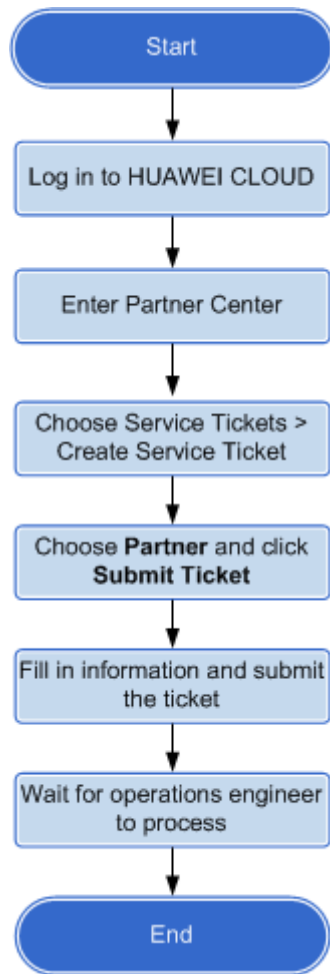 Start
Log in to HUAWEI CLOUD
Enter Partner Center
Choose Service Tickets >
Create Service Ticket
Choose Partner and click
Submit Ticket
Fill in information and submit
the ticket
Wait for operations engineer
to process
End